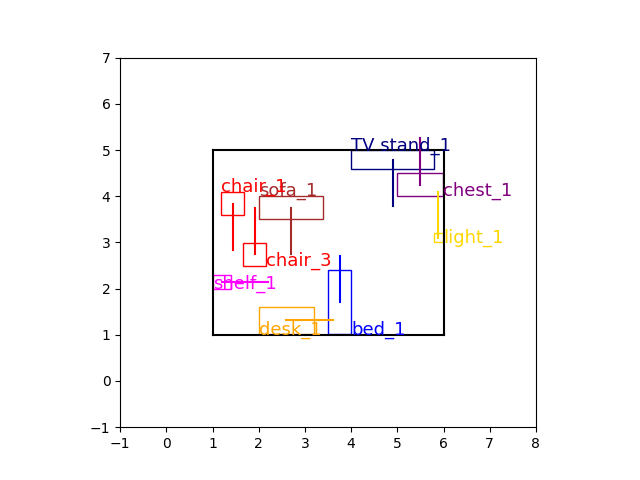 7
6
5
4
3
2
1
0
−1
−1 0 1 2 3 4 5 6 7 8
TV stand_1
chair_1
sofa_1
chest_1
light_1
chair_3
shelf_1
desk_1
bed_1